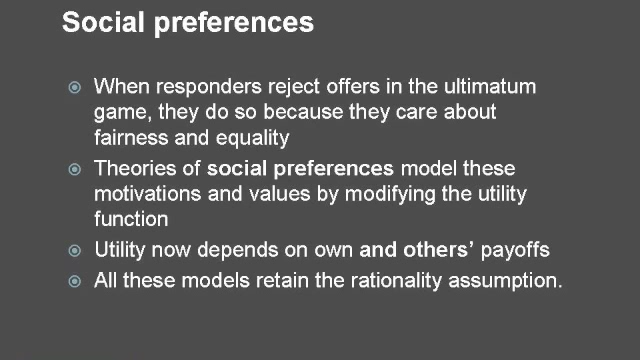 Social preferences
When responders reject offers in the ultimatum
game, they do so because they care about
fairness and equality
Theories of social preferences model these
motivations and values by modifying the utility
function
Utility now depends on own and others' payoffs
All these models retain the rationality assumption.